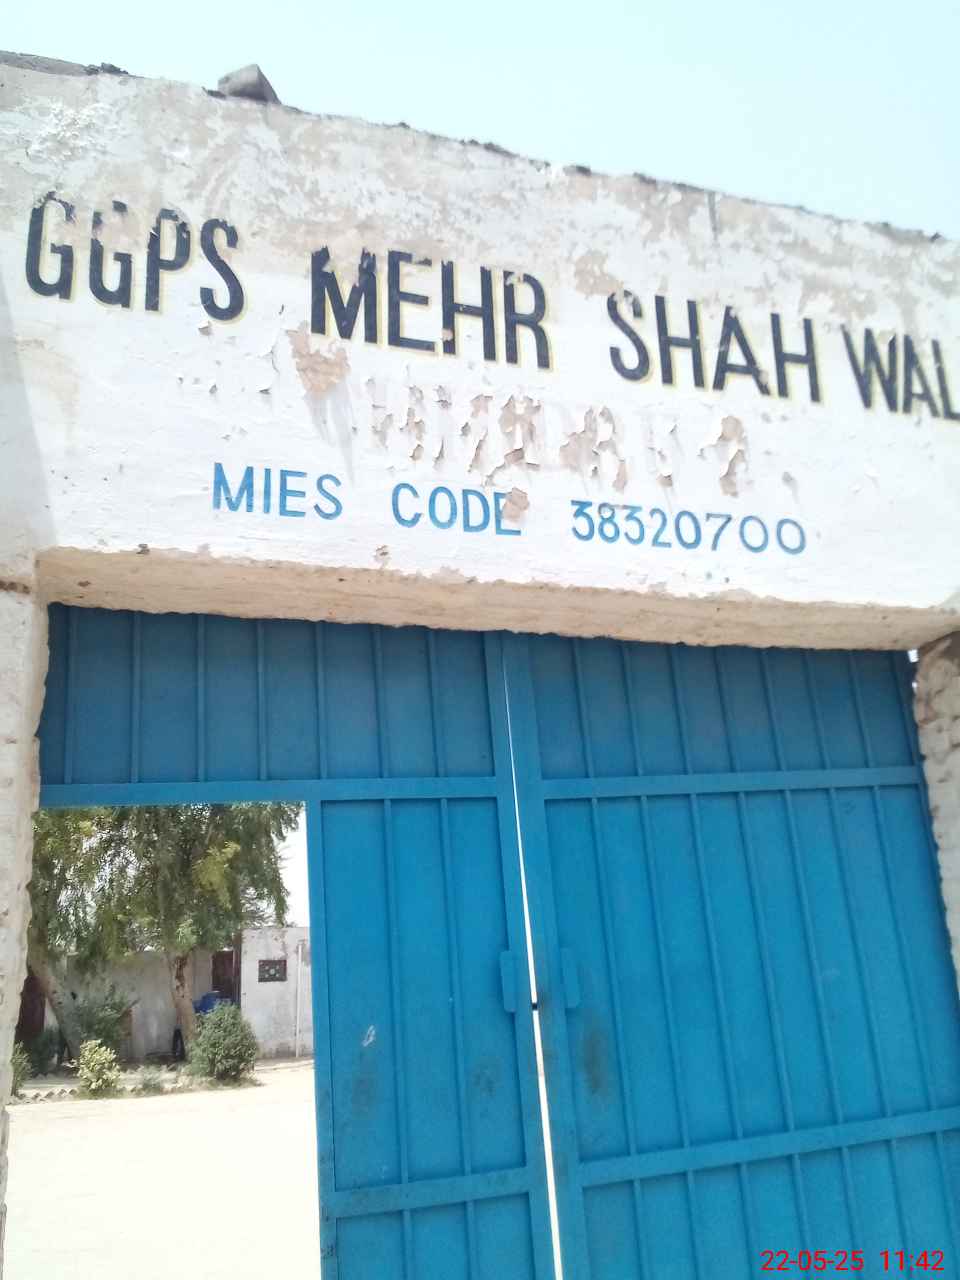 GGPS MEHR SHAH WAL
MIES CODE 38320700
22-05-25 11:42